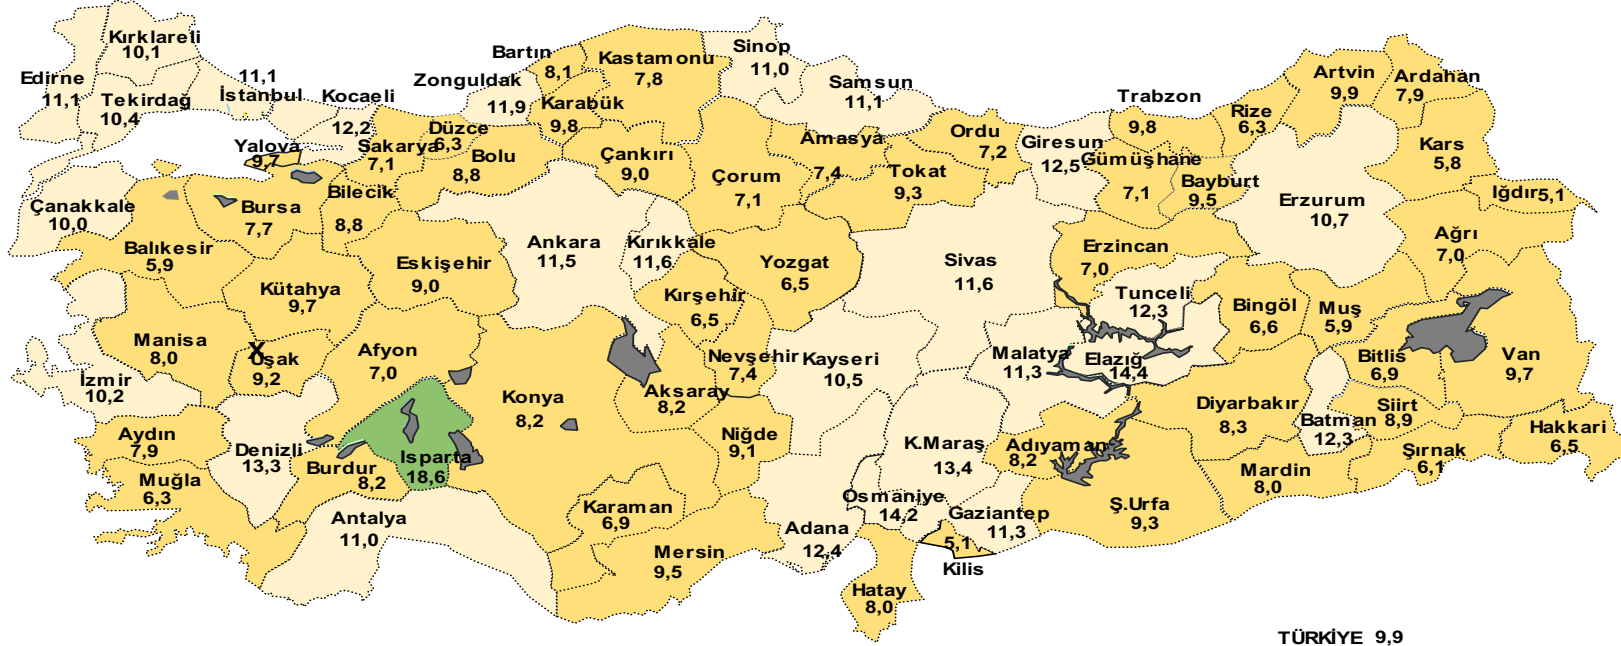 Kırklareli
10,1
Edirne
11,1
Tekirdağ
10,4
11,1
İstanbul
Kocaeli
12,2
Yalova
9,7
Sakarya
7,1
Düzce
6,3
Bolu
8,8
Zonguldak
11,9
Bartın
8,1
Karabük
9,8
Kastamonu
7,8
Çankırı
9,0
Sinop
11,0
Samsun
11,1
Çorum
7,1
Amasya
7,4
Tokat
9,3
Ordu
7,2
Giresun
12,5
Trabzon
9,8
Gümüşhane
7,1
Bayburt
9,5
Rize
6,3
Artvin
9,9
Ardahan
7,9
Kars
5,8
Iğdır5,1
Erzurum
10,7
Ağrı
7,0
Çanakkale
10,0
Balıkesir
5,9
Bursa
7,7
Bilecik
8,8
Eskişehir
9,0
Kütahya
9,7
Ankara
11,5
Kırıkkale
11,6
Kırşehir
6,5
Yozgat
6,5
Sivas
11,6
Erzincan
7,0
Tunceli
12,3
Bingöl
6,6
Muş
5,9
Manisa
8,0
X
Uşak
9,2
Afyon
7,0
İzmir
10,2
Aydın
7,9
Denizli
13,3
Muğla
6,3
Burdur
8,2
Isparta
18,6
Antalya
11,0
Konya
8,2
Aksaray
8,2
Nevşehir
7,4
Niğde
9,1
Kayseri
10,5
Malatya
11,3
Elazığ
14,4
Bitlis
6,9
Van
9,7
Diyarbakır
8,3
Batman
12,3
Siirt
8,9
Hakkari
6,5
Şırnak
6,1
Mardin
8,0
Ş.Urfa
9,3
Adıyaman
8,2
K.Maraş
13,4
Osmaniye
14,2
Gaziantep
11,3
Karaman
6,9
Mersin
9,5
Adana
12,4
5,1
Kilis
Hatay
8,0
TÜRKİYE 9,9